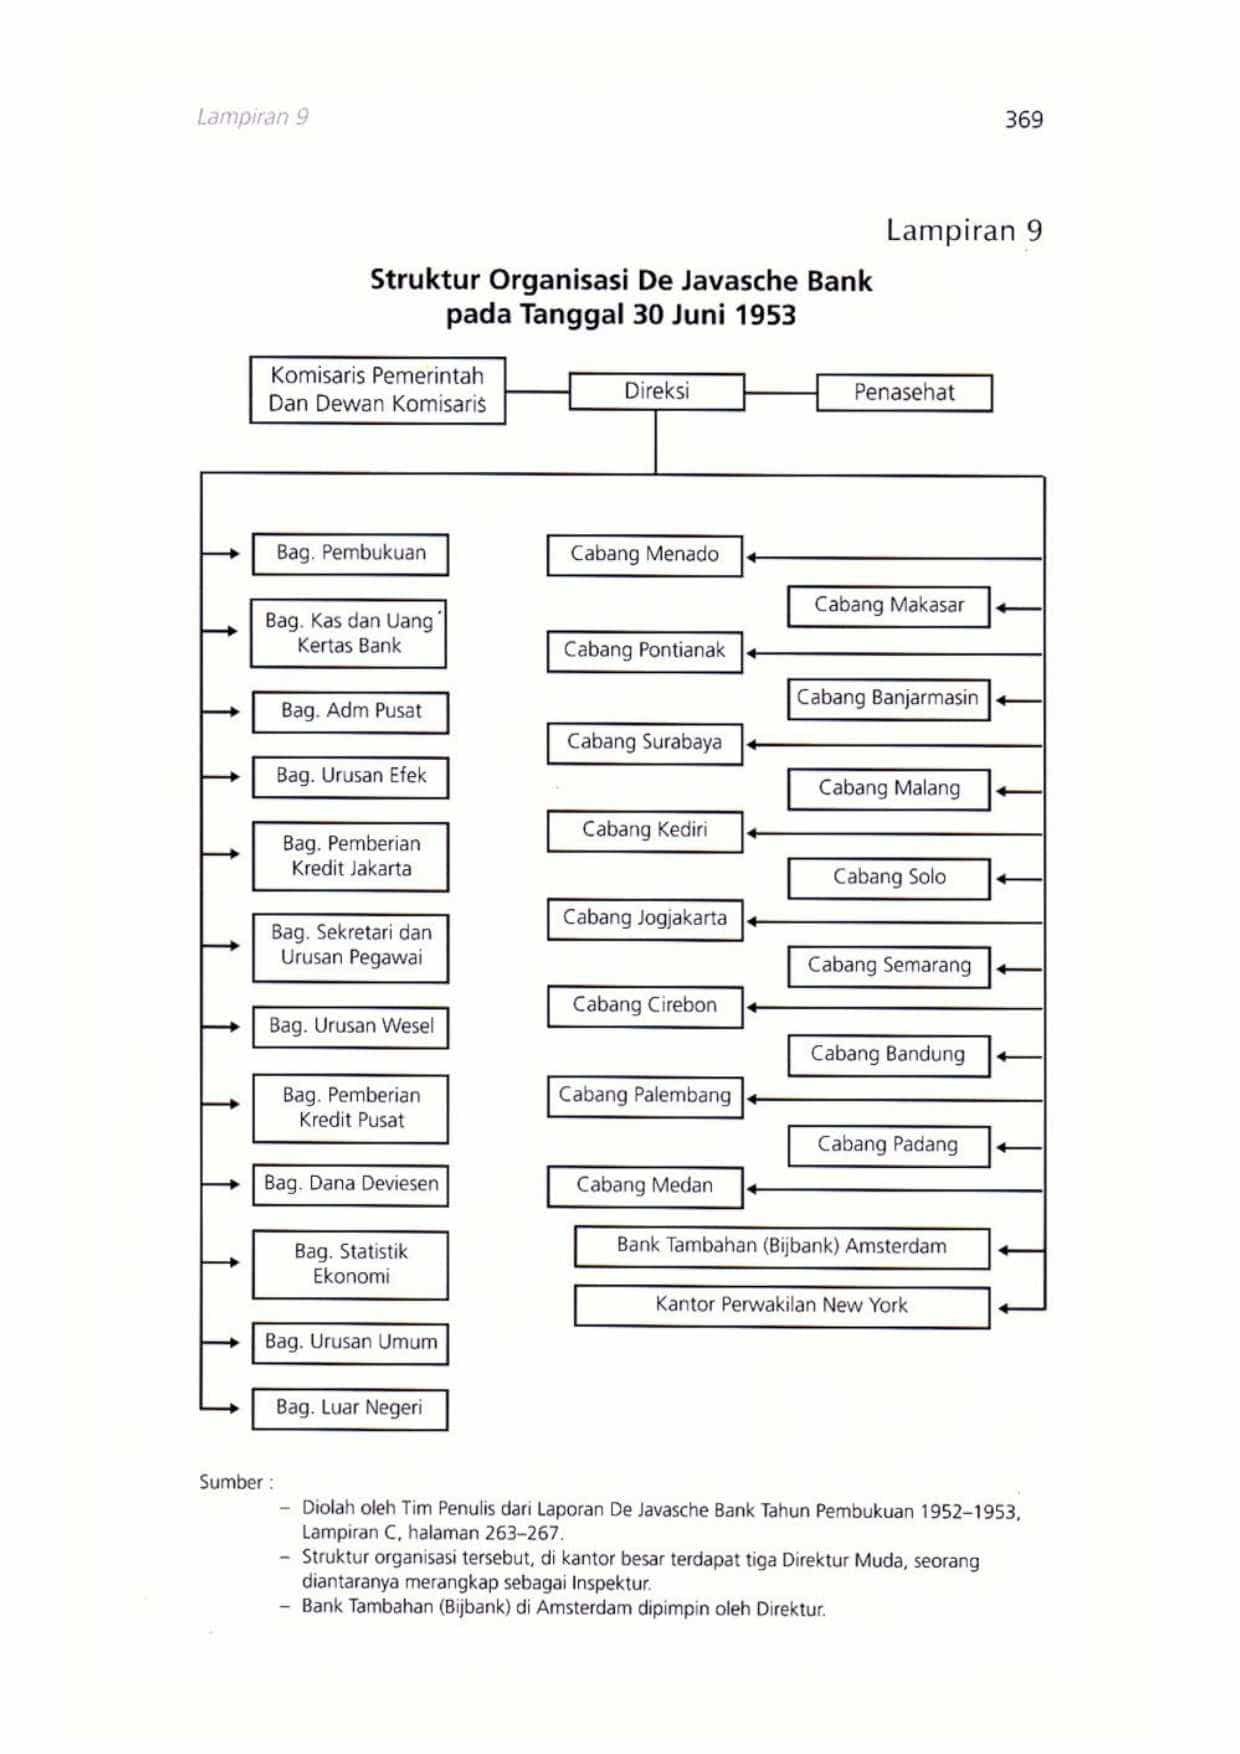 Lampiran 9
369
Lampiran 9
Struktur Organisasi De Javasche Bank
pada Tanggal 30 Juni 1953
Komisaris Pemerintah
Dan Dewan Komisaris
Direksi
Penasehat
Bag. Pembukuan
Bag. Kas dan Uang
Kertas Bank
Bag. Adm Pusat
Bag. Urusan Efek
Bag. Pemberian
Kredit Jakarta
Bag. Sekretari dan
Urusan Pegawai
Bag. Urusan Wesel
Bag. Pemberian
Kredit Pusat
Bag. Dana Deviesen
Bag. Statistik
Ekonomi
Bag. Urusan Umum
Bag. Luar Negeri
Cabang Menado
Cabang Makasar
Cabang Pontianak
Cabang Banjarmasin
Cabang Surabaya
Cabang Malang
Cabang Kediri
Cabang Solo
Cabang Jogjakarta
Cabang Semarang
Cabang Cirebon
Cabang Bandung
Cabang Palembang
Cabang Padang
Cabang Medan
Bank Tambahan (Bijbank) Amsterdam
Kantor Perwakilan New York
Sumber :
– Diolah oleh Tim Penulis dari Laporan De Javasche Bank Tahun Pembukuan 1952–1953,
Lampiran C, halaman 263–267.
– Struktur organisasi tersebut, di kantor besar terdapat tiga Direktur Muda, seorang
diantaranya merangkap sebagai Inspektur.
– Bank Tambahan (Bijbank) di Amsterdam dipimpin oleh Direktur.